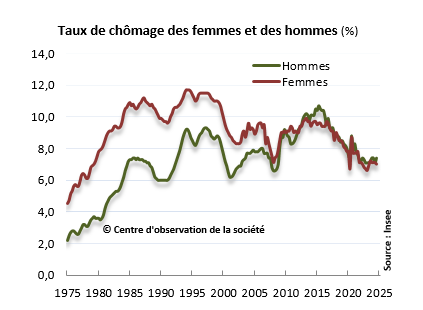 Taux de chômage des femmes et des hommes (%)
14,0
12,0
10,0
8,0
6,0
4,0
2,0
0,0
Hommes
Femmes
© Centre d'observation de la société
Source : Insee
1975 1980 1985 1990 1995 2000 2005 2010 2015 2020 2025